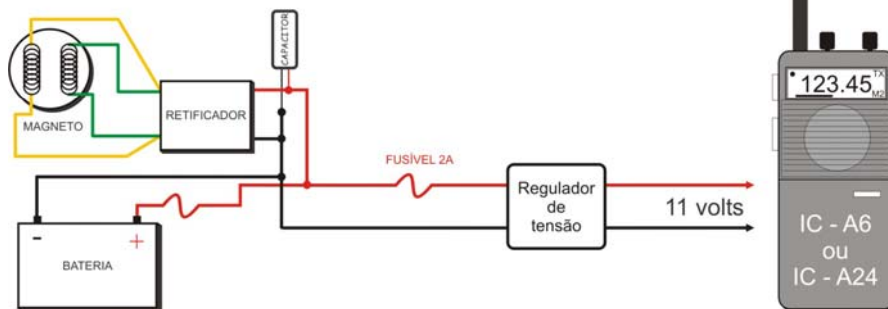 MAGNETO
RETIFICADOR
CAPACITOR
FUSÍVEL 2A
BATERIA
-
+
Regulador
de
tensão
11 volts
123.45
TX
M2
IC - A6
ou
IC - A24